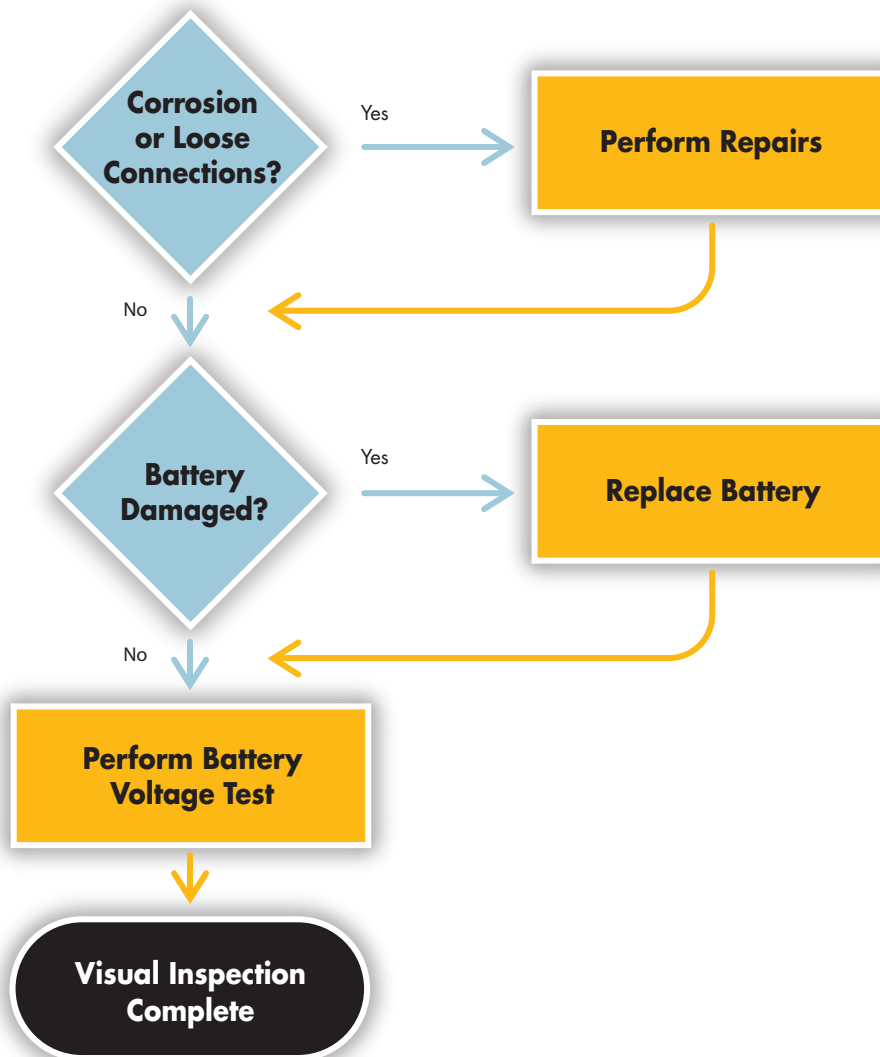 Corrosion
or Loose
Connections?
Yes
Perform Repairs
No
Battery
Damaged?
Yes
Replace Battery
No
Perform Battery
Voltage Test
Visual Inspection
Complete